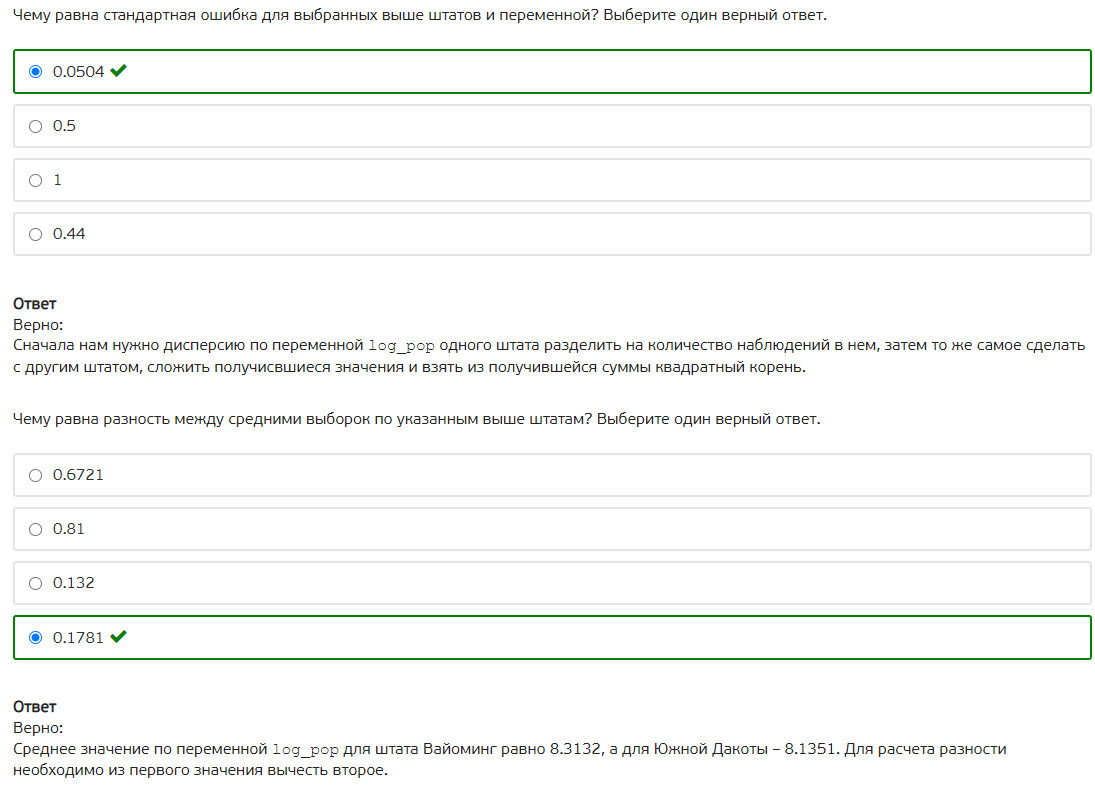 Чему равна стандартная ошибка для выбранных выше штатов и переменной? Выберите один верный ответ.
0.0504
0.5
1
0.44
Ответ
Верно:
Сначала нам нужно дисперсию по переменной log_pop одного штата разделить на количество наблюдений в нем, затем то же самое сделать
с другим штатом, сложить получисвшиеся значения и взять из получившейся суммы квадратный корень.
Чему равна разность между средними выборок по указанным выше штатам? Выберите один верный ответ.
0.6721
0.81
0.132
0.1781
Ответ
Верно:
Среднее значение по переменной log_pop для штата Вайоминг равно 8.3132, а для Южной Дакоты – 8.1351. Для расчета разности
необходимо из первого значения вычесть второе.